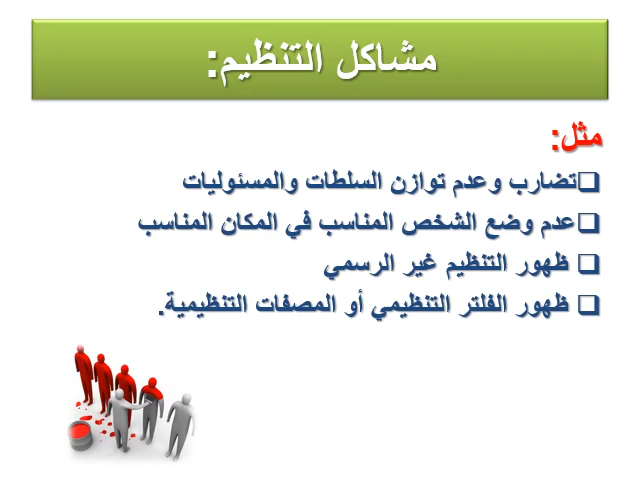 مشاكل التنظيم:
مثل:
❑تضارب وعدم توازن السلطات والمسئوليات
❑عدم وضع الشخص المناسب في المكان المناسب
❑ ظهور التنظيم غير الرسمي
❑ ظهور الفلتر التنظيمي أو المصفات التنظيمية.